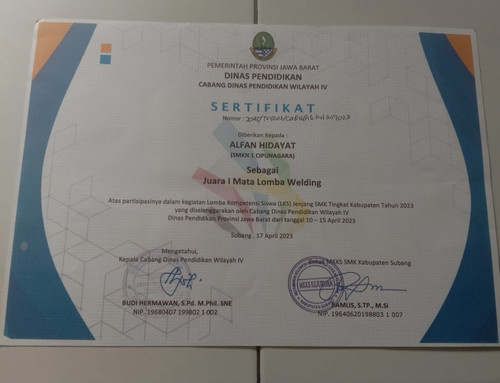 PEMERINTAH PROVINSI JAWA BARAT
DINAS PENDIDIKAN
CABANG DINAS PENDIDIKAN WILAYAH IV
SERTIFIKAT
Nomor :
Diberikan Kepada :
ALFAN HIDAYAT
(SMKN 1 CIPUNAGARA)
Sebagai
Juara I Mata Lomba Welding
Atas partisipasinya dalam kegiatan Lomba Kompetensi Siswa (LKS) Jenjang SMK Tingkat Kabupaten Tahun 2023
yang diselenggarakan oleh Cabang Dinas Pendidikan Wilayah IV
Dinas Pendidikan Provinsi Jawa Barat dari tanggal 10 – 15 April 2023
Subang, 17 April 2023
Mengetahui,
Kepala Cabang Dinas Pendidikan Wilayah IV
MKKS SMK Kabupaten Subang
BUDI HERMAWAN, S.Pd. M.Phil. SNE
NIP. 19680407 199802 1 002
RAMLIS, S.TP., M.Si
NIP. 19640620198803 1 007